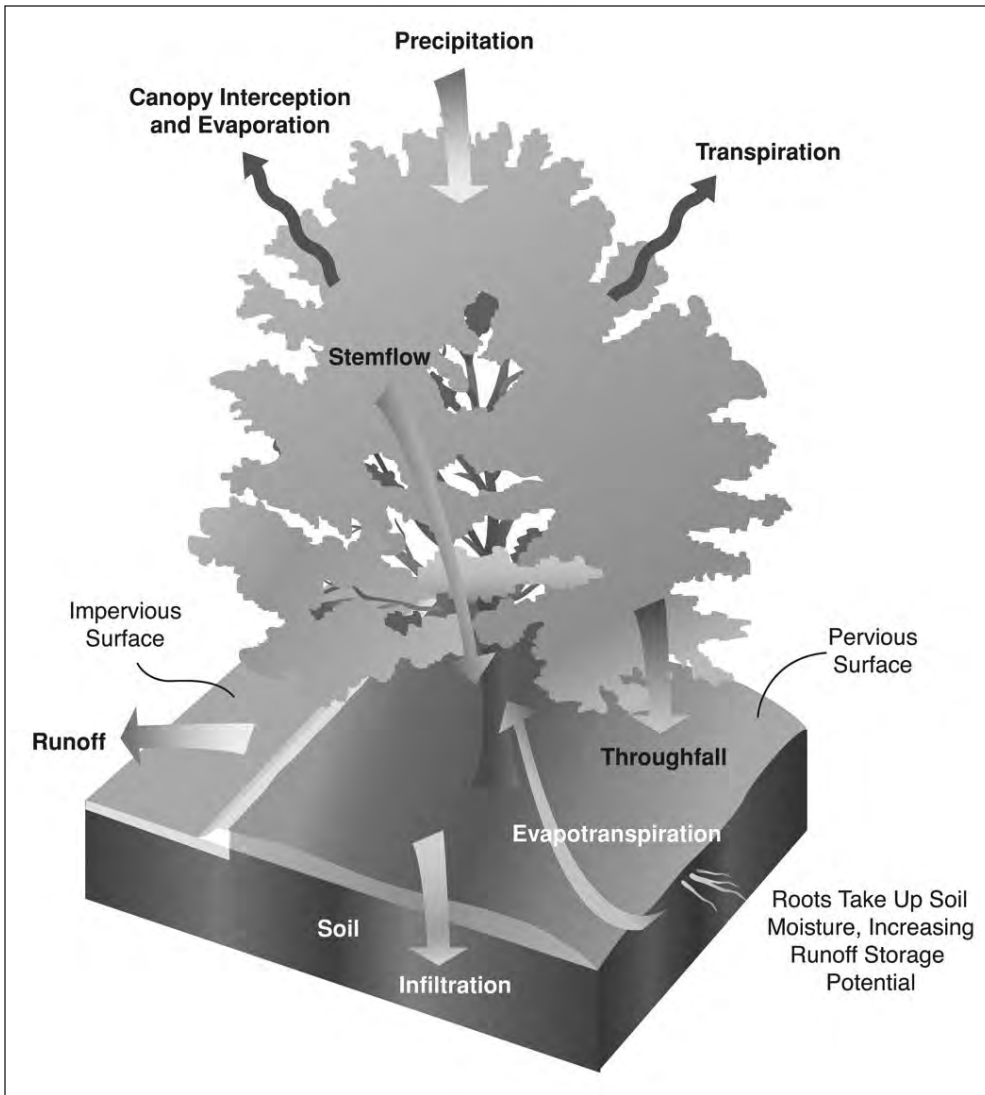 Precipitation
Canopy Interception
and Evaporation
Transpiration
Stemflow
Impervious
Surface
Pervious
Surface
Runoff
Throughfall
Evapotranspiration
Soil
Infiltration
Roots Take Up Soil
Moisture, Increasing
Runoff Storage
Potential